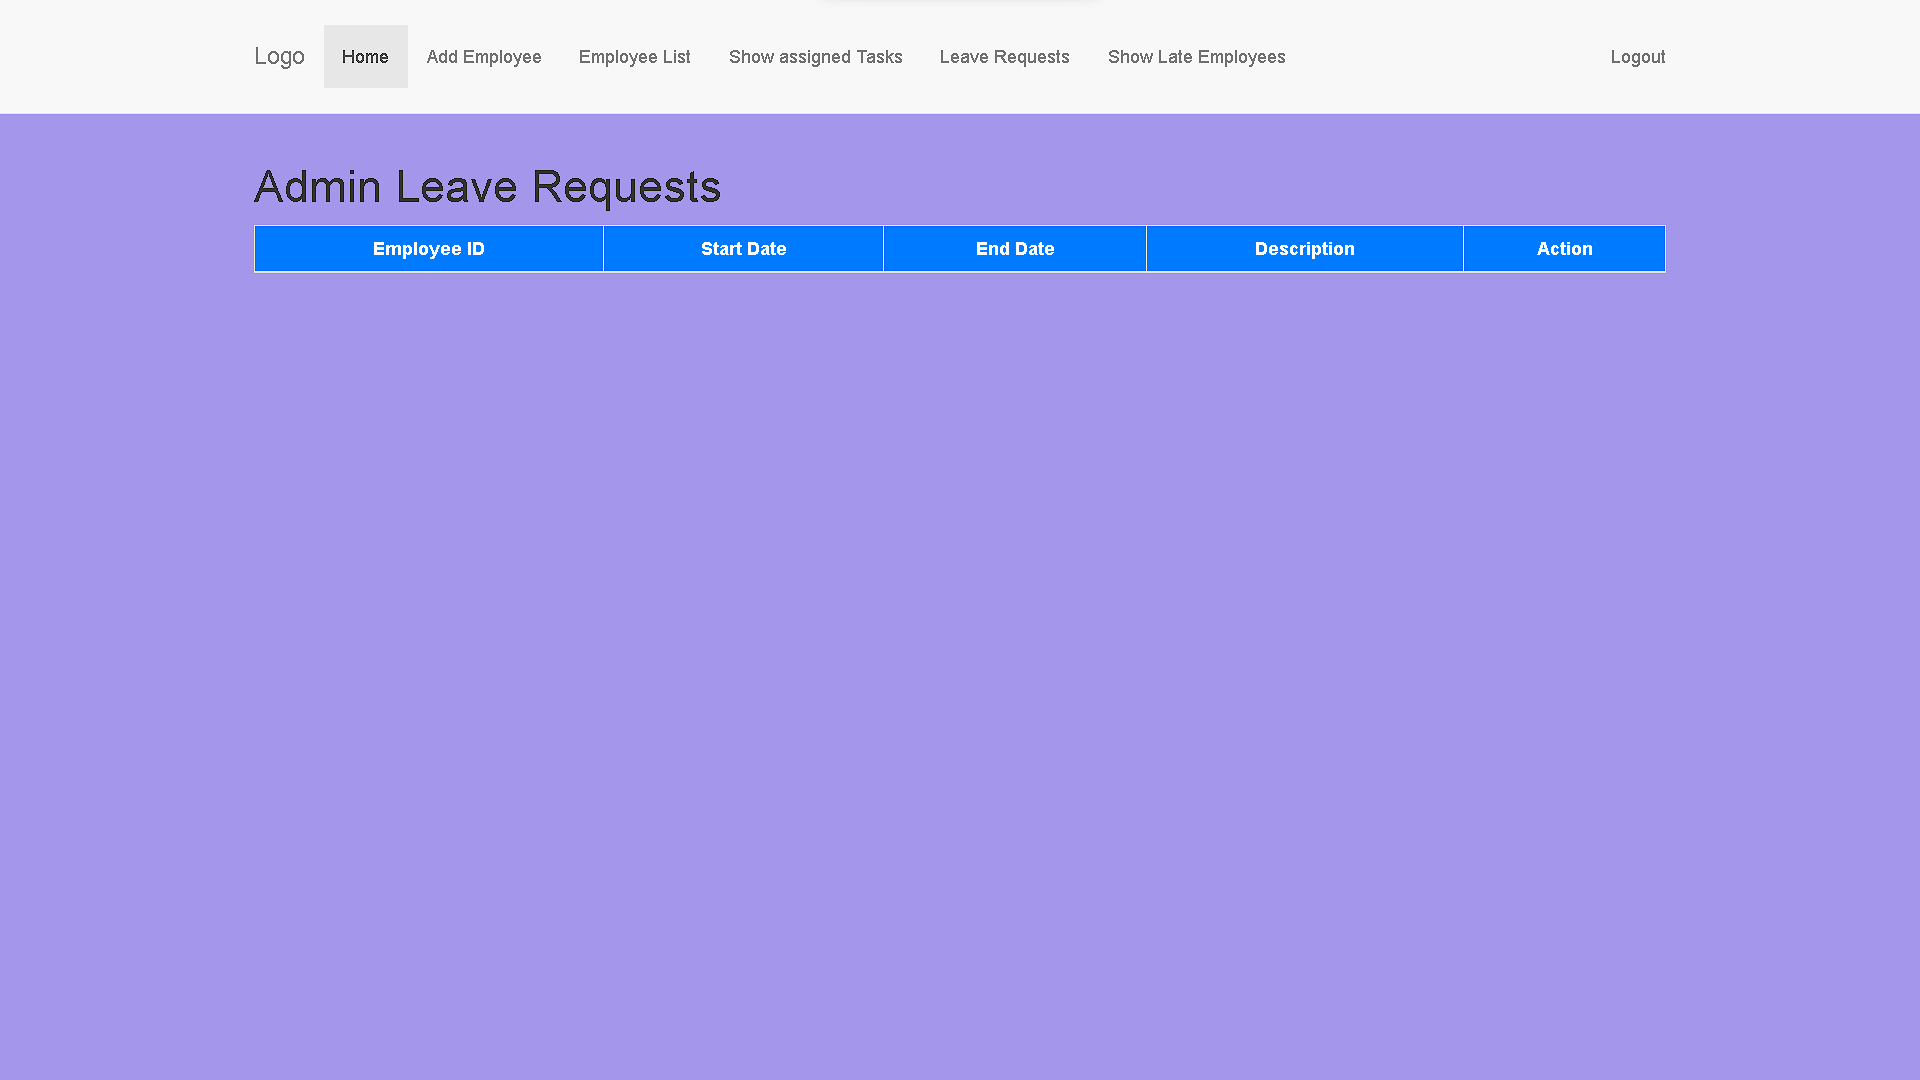 Logo Home Add Employee Employee List Show assigned Tasks Leave Requests Show Late Employees Logout
Admin Leave Requests
Employee ID Start Date End Date Description Action